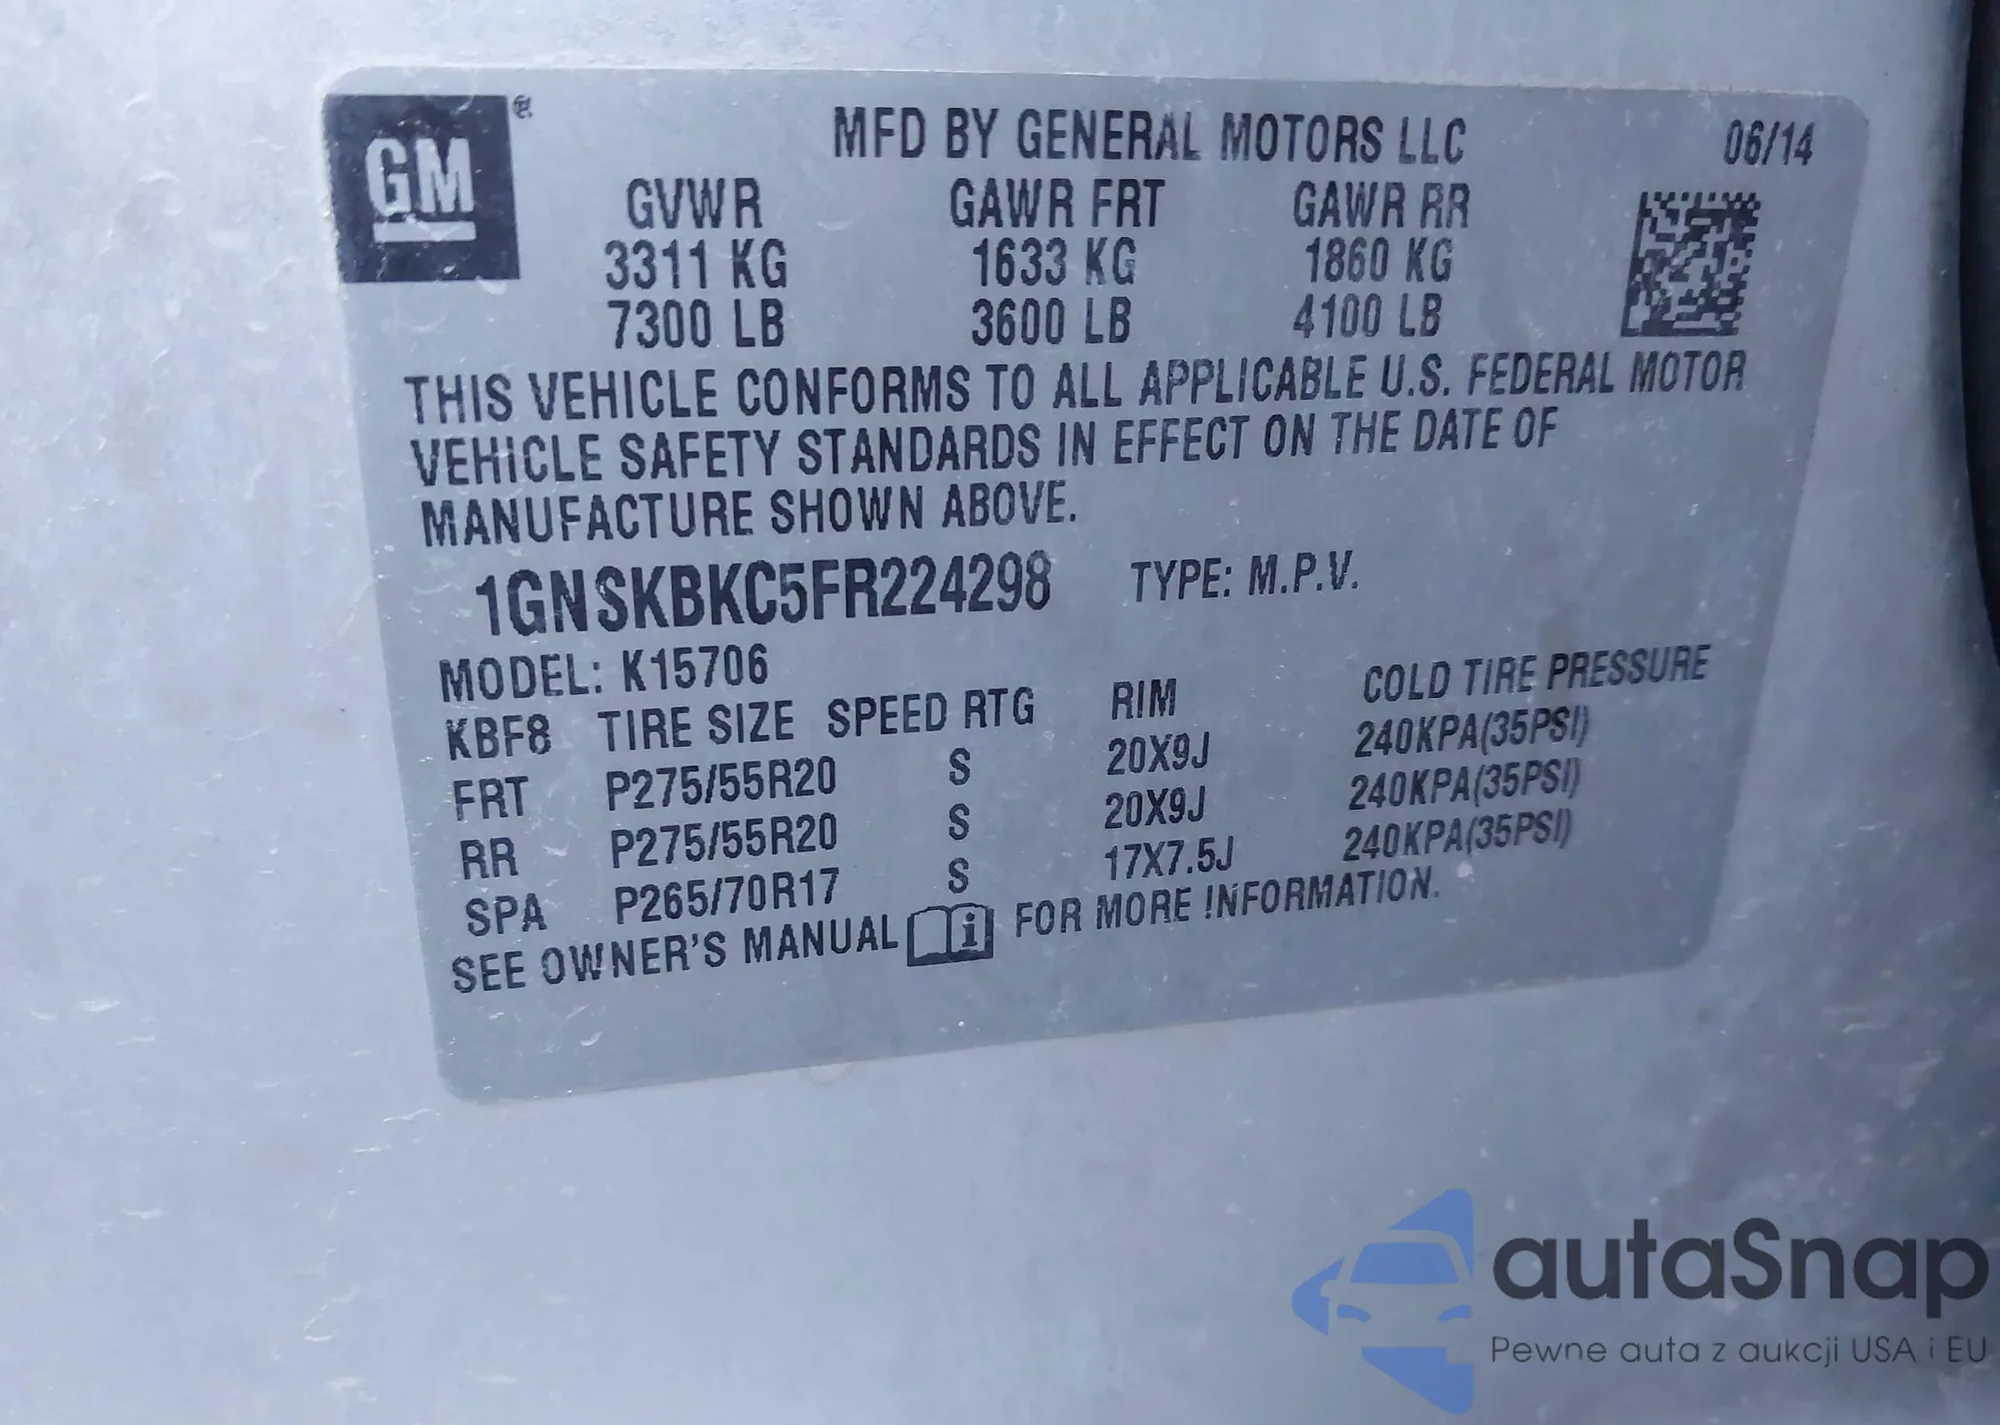 GM ®
MFD BY GENERAL MOTORS LLC 06/14
GVWR GAWR FRT GAWR RR
3311 KG 1633 KG 1860 KG
7300 LB 3600 LB 4100 LB
THIS VEHICLE CONFORMS TO ALL APPLICABLE U.S. FEDERAL MOTOR
VEHICLE SAFETY STANDARDS IN EFFECT ON THE DATE OF
MANUFACTURE SHOWN ABOVE.
1GNSKBKC5FR224298 TYPE: M.P.V.
MODEL: K15706
KBF8 TIRE SIZE SPEED RTG RIM COLD TIRE PRESSURE
FRT P275/55R20 S 20X9J 240KPA(35PSI)
RR P275/55R20 S 20X9J 240KPA(35PSI)
SPA P265/70R17 S 17X7.5J 240KPA(35PSI)
SEE OWNER'S MANUAL i FOR MORE INFORMATION.
autaSnap
Pewne auta z aukcji USA i EU